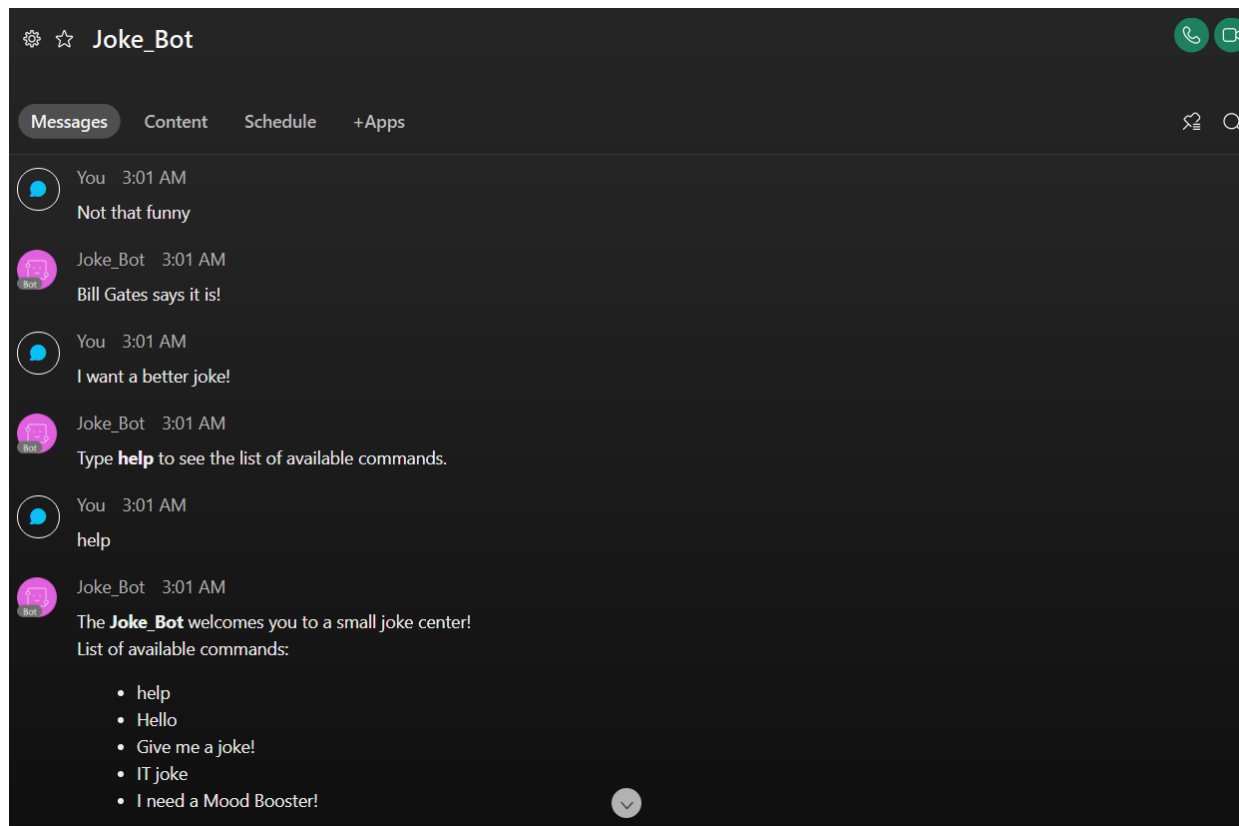 Joke_Bot
Messages Content Schedule +Apps
You 3:01 AM
Not that funny
Joke_Bot 3:01 AM
Bot
Bill Gates says it is!
You 3:01 AM
I want a better joke!
Joke_Bot 3:01 AM
Bot
Type help to see the list of available commands.
You 3:01 AM
help
Joke_Bot 3:01 AM
Bot
The Joke_Bot welcomes you to a small joke center!
List of available commands:
• help
• Hello
• Give me a joke!
• IT joke
• I need a Mood Booster!